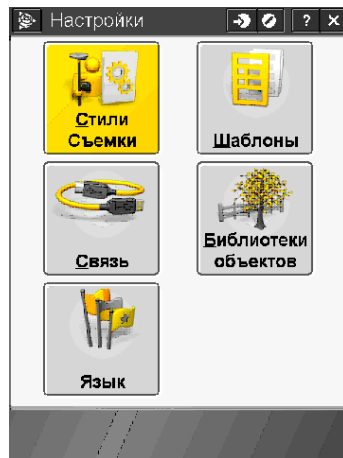 Настройки ? X
Стили
Съемки
Шаблоны
Связь
Библиотеки
объектов
Язык